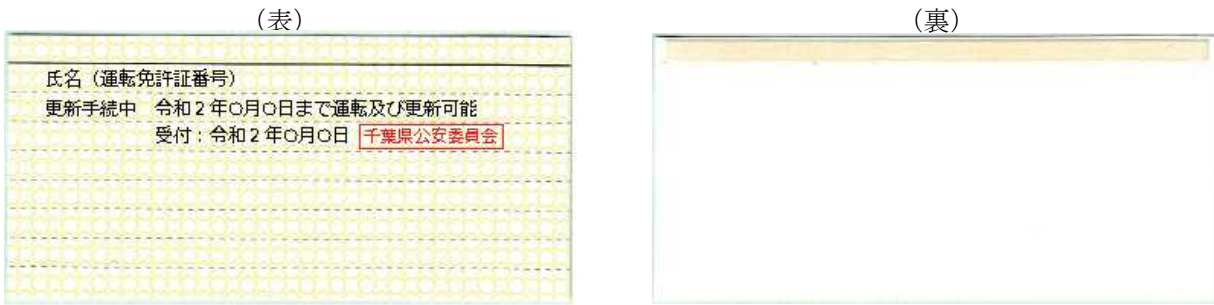 （表）
（裏）
氏名（運転免許証番号）
更新手続中　令和２年○月○日まで運転及び更新可能
受付：令和２年○月○日　千葉県公安委員会